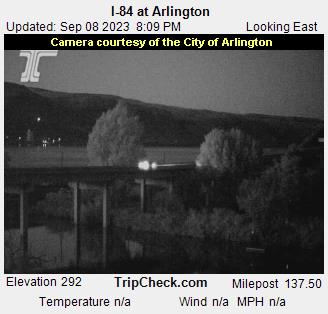 I-84 at Arlington
Updated: Sep 08 2023 8:09 PM Looking East
Camera courtesy of the City of Arlington
Elevation 292 TripCheck.com Milepost 137.50
Temperature n/a Wind n/a MPH n/a